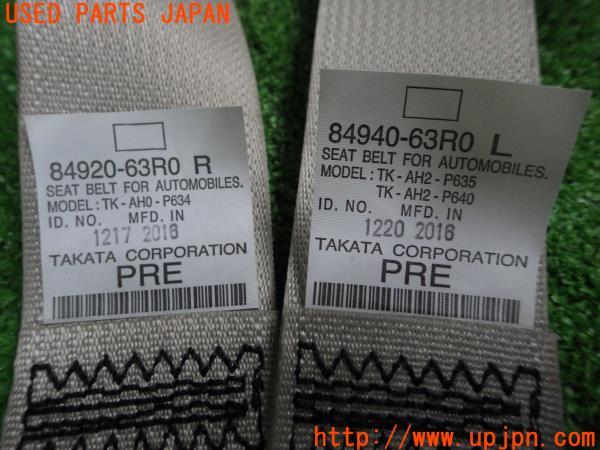 USED PARTS JAPAN
84920-63R0 R
SEAT BELT FOR AUTOMOBILES.
MODEL:TK-AH0-P634
ID. NO. MFD. IN
1217 2016
TAKATA CORPORATION
PRE
84940-63R0 L
SEAT BELT FOR AUTOMOBILES.
MODEL:TK-AH2-P635
TK-AH2-P640
ID. NO. MFD. IN
1220 2016
TAKATA CORPORATION
PRE
http://www.upjpn.com/